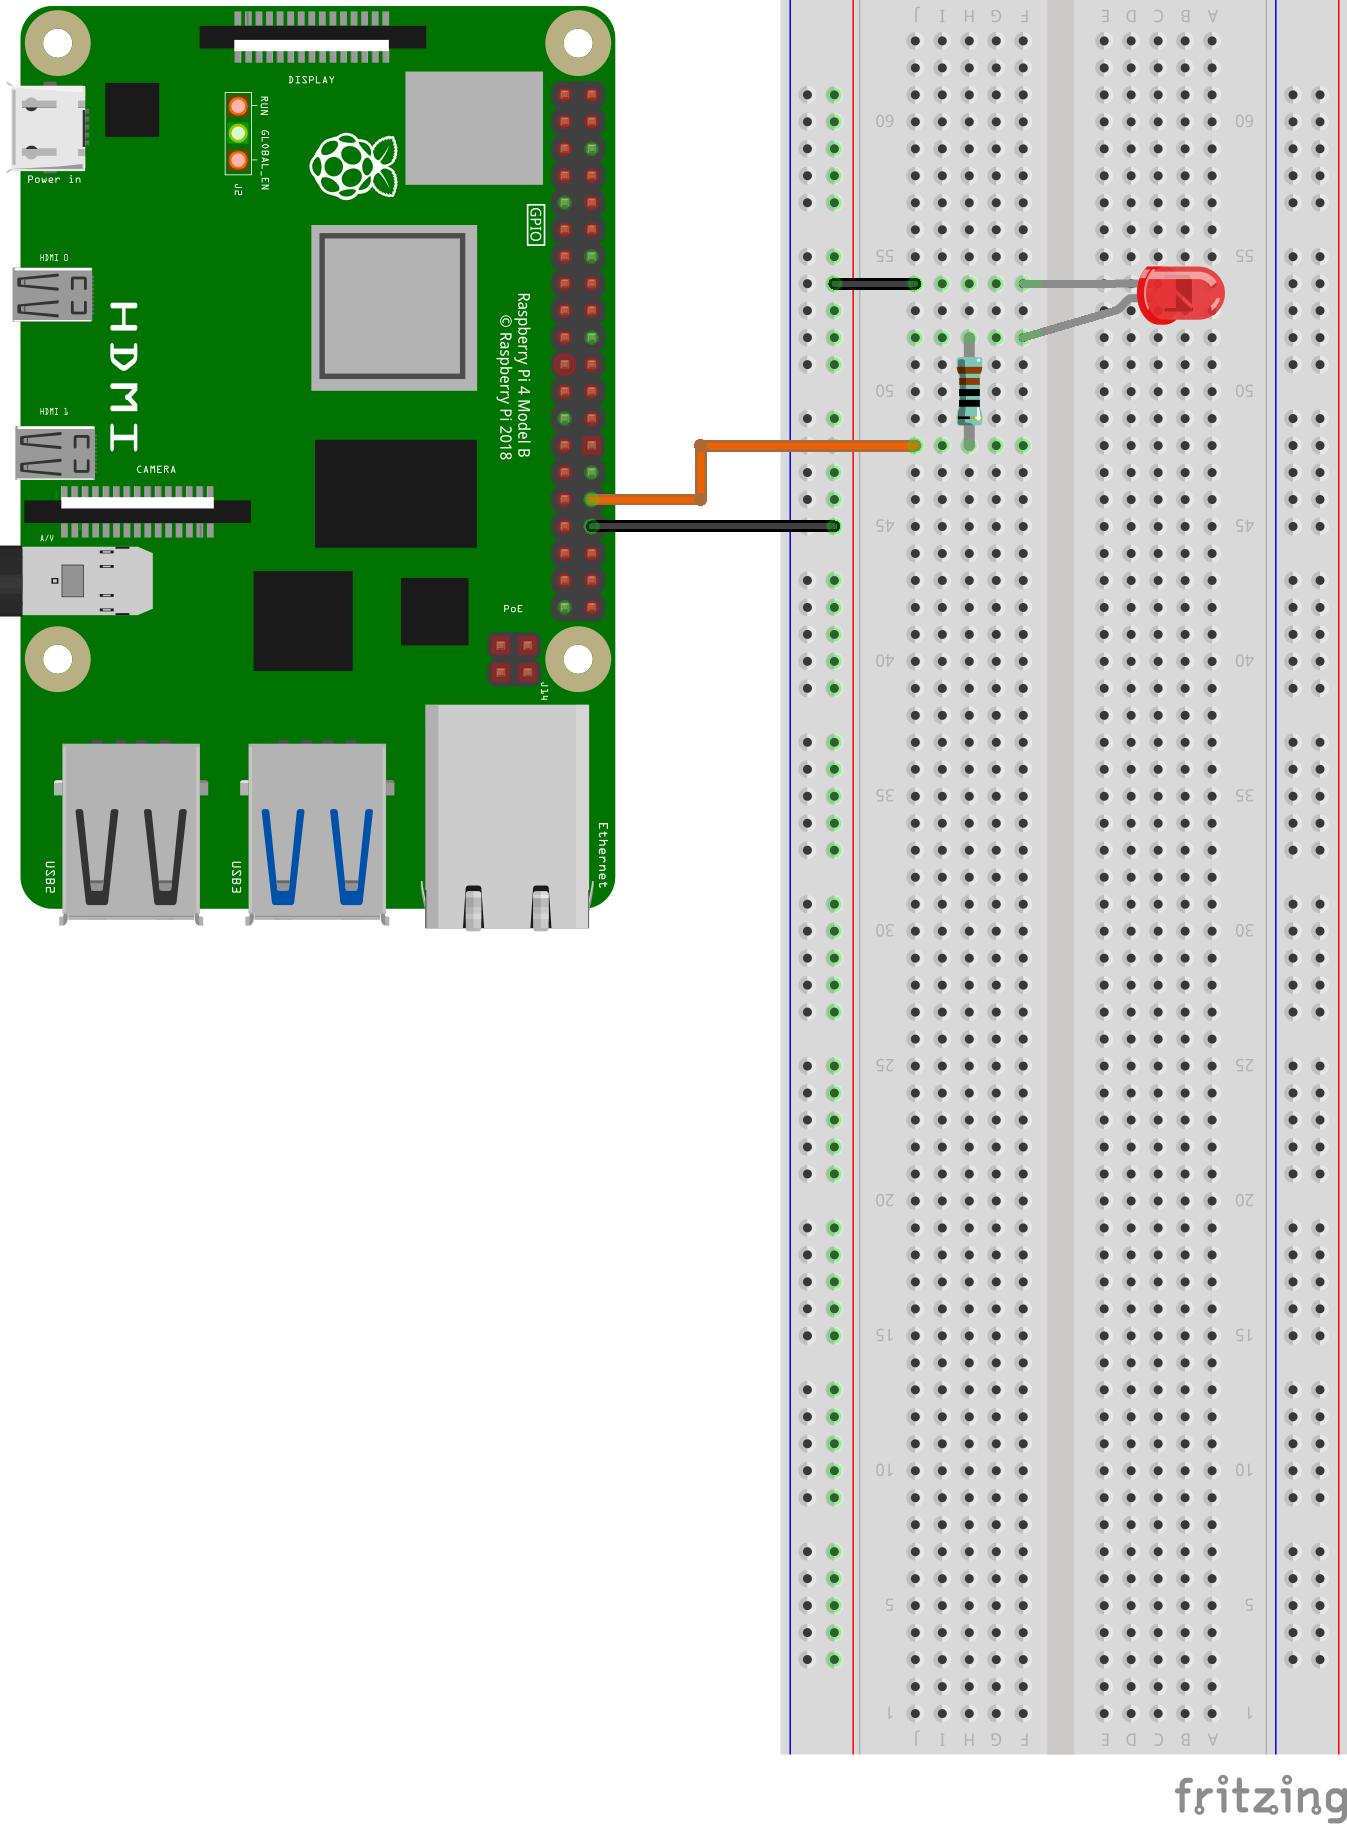 DISPLAY
RUN
GLOBAL_EN
J2
Power in
GPIO
HDMI 0
HDMI
HDMI 1
Raspberry Pi 4 Model B
© Raspberry Pi 2018
CAMERA
A/V
PoE
J14
USB2
USB3
Ethernet
J I H G F E D C B A
60 60
55 55
50 50
45 45
40 40
35 35
30 30
25 25
20 20
15 15
10 10
5 5
1 1
J I H G F E D C B A
fritzing